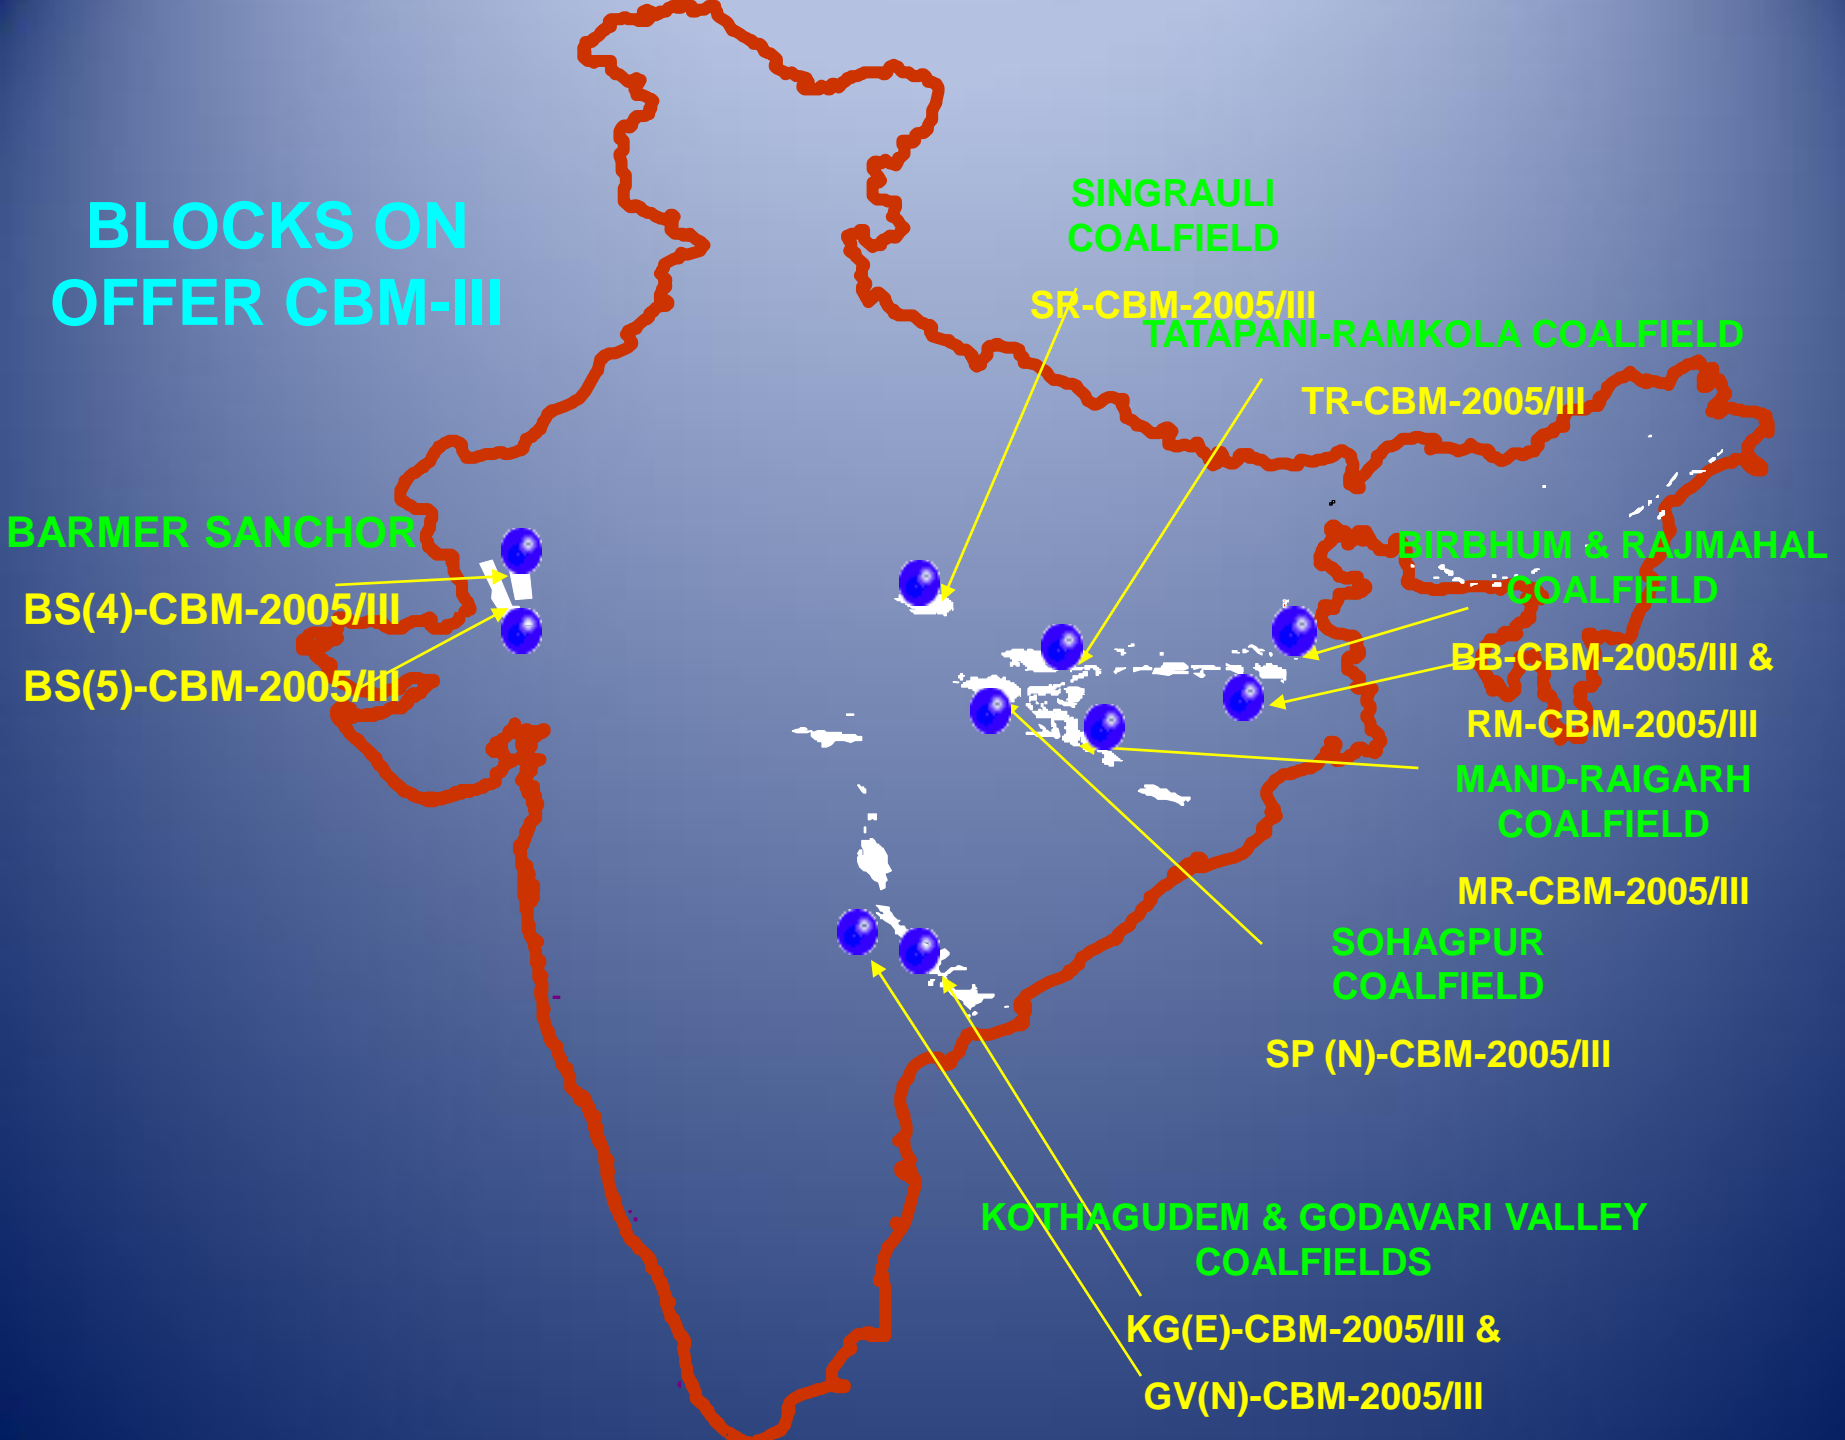 BLOCKS ON
OFFER CBM-III
SINGRAULI
COALFIELD
SR-CBM-2005/III
TATAPANI-RAMKOLA COALFIELD
TR-CBM-2005/III
BARMER SANCHOR
BS(4)-CBM-2005/III
BS(5)-CBM-2005/III
BIRBHUM & RAJMAHAL
COALFIELD
BB-CBM-2005/III &
RM-CBM-2005/III
MAND-RAIGARH
COALFIELD
MR-CBM-2005/III
SOHAGPUR
COALFIELD
SP (N)-CBM-2005/III
KOTHAGUDEM & GODAVARI VALLEY
COALFIELDS
KG(E)-CBM-2005/III &
GV(N)-CBM-2005/III